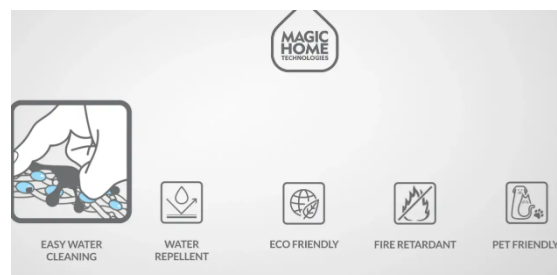 MAGIC
HOME
TECHNOLOGIES
EASY WATER
CLEANING
WATER
REPELLENT
ECO FRIENDLY
FIRE RETARDANT
PET FRIENDLY